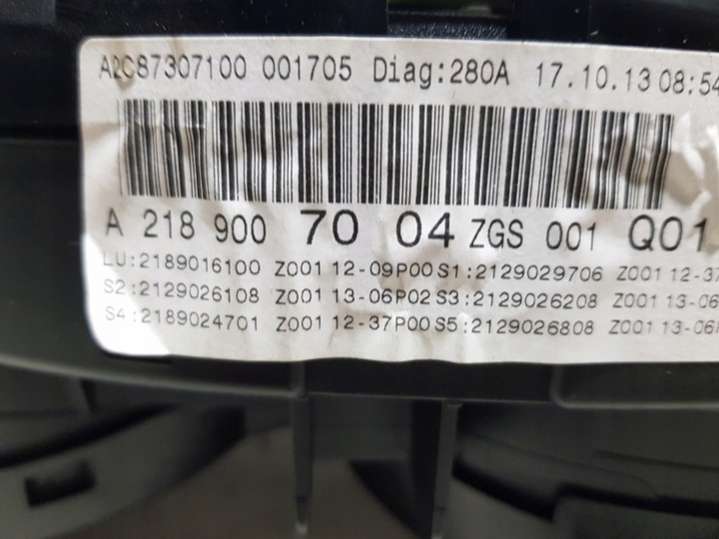 A2C87307100 001705 Diag:280A 17.10.13 08:54
A 218 900 70 04 ZGS 001 Q01
LU:2189016100 Z001 12-09P00 S1:2129029706 Z001 12-37
S2:2129026108 Z001 13-06P02 S3:2129026208 Z001 13-06
S4:2189024701 Z001 12-37P00 S5:2129026808 Z001 13-06